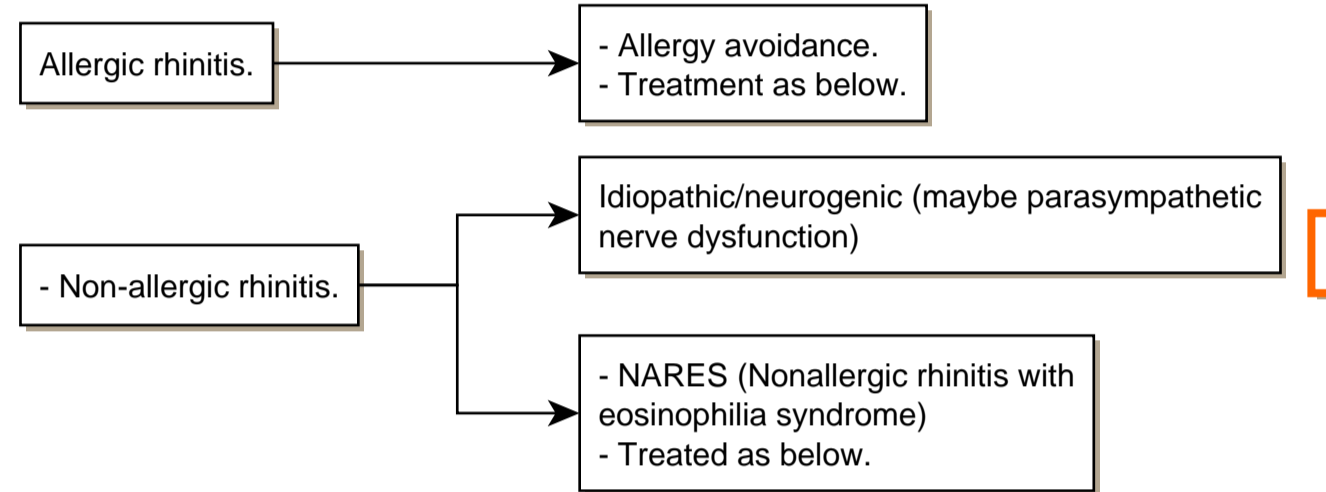 Allergic rhinitis.
- Allergy avoidance.
- Treatment as below.
Idiopathic/neurogenic (maybe parasympathetic
nerve dysfunction)
- Non-allergic rhinitis.
- NARES (Nonallergic rhinitis with
eosinophilia syndrome)
- Treated as below.